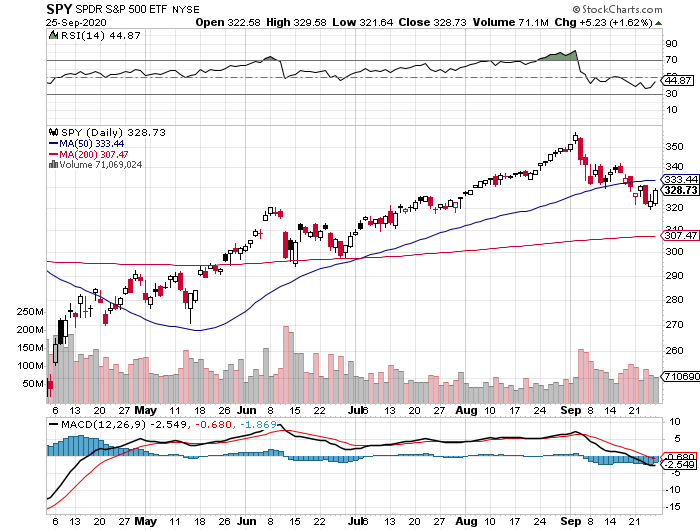 SPY SPDR S&P 500 ETF NYSE
© StockCharts.com
25-Sep-2020
Open 322.58 High 329.58 Low 321.64 Close 328.73 Volume 71.1M Chg +5.23 (+1.62%)
RSI(14) 44.87
90
70
50
44.87
30
10
SPY (Daily) 328.73
MA(50) 333.44
MA(200) 307.47
Volume 71,069,024
350
340
333.44
328.73
320
310
307.47
300
290
280
270
260
250M
200M
150M
100M
50M
710690
6 13 20 27 May 11 18 26 Jun 8 15 22 Jul 6 13 20 27 Aug 10 17 24 Sep 8 14 21
MACD(12,26,9) -2.549, -0.680, -1.869
10
5
0
-0.680
-2.549
-5
-10
-15
6 13 20 27 May 11 18 26 Jun 8 15 22 Jul 6 13 20 27 Aug 10 17 24 Sep 8 14 21